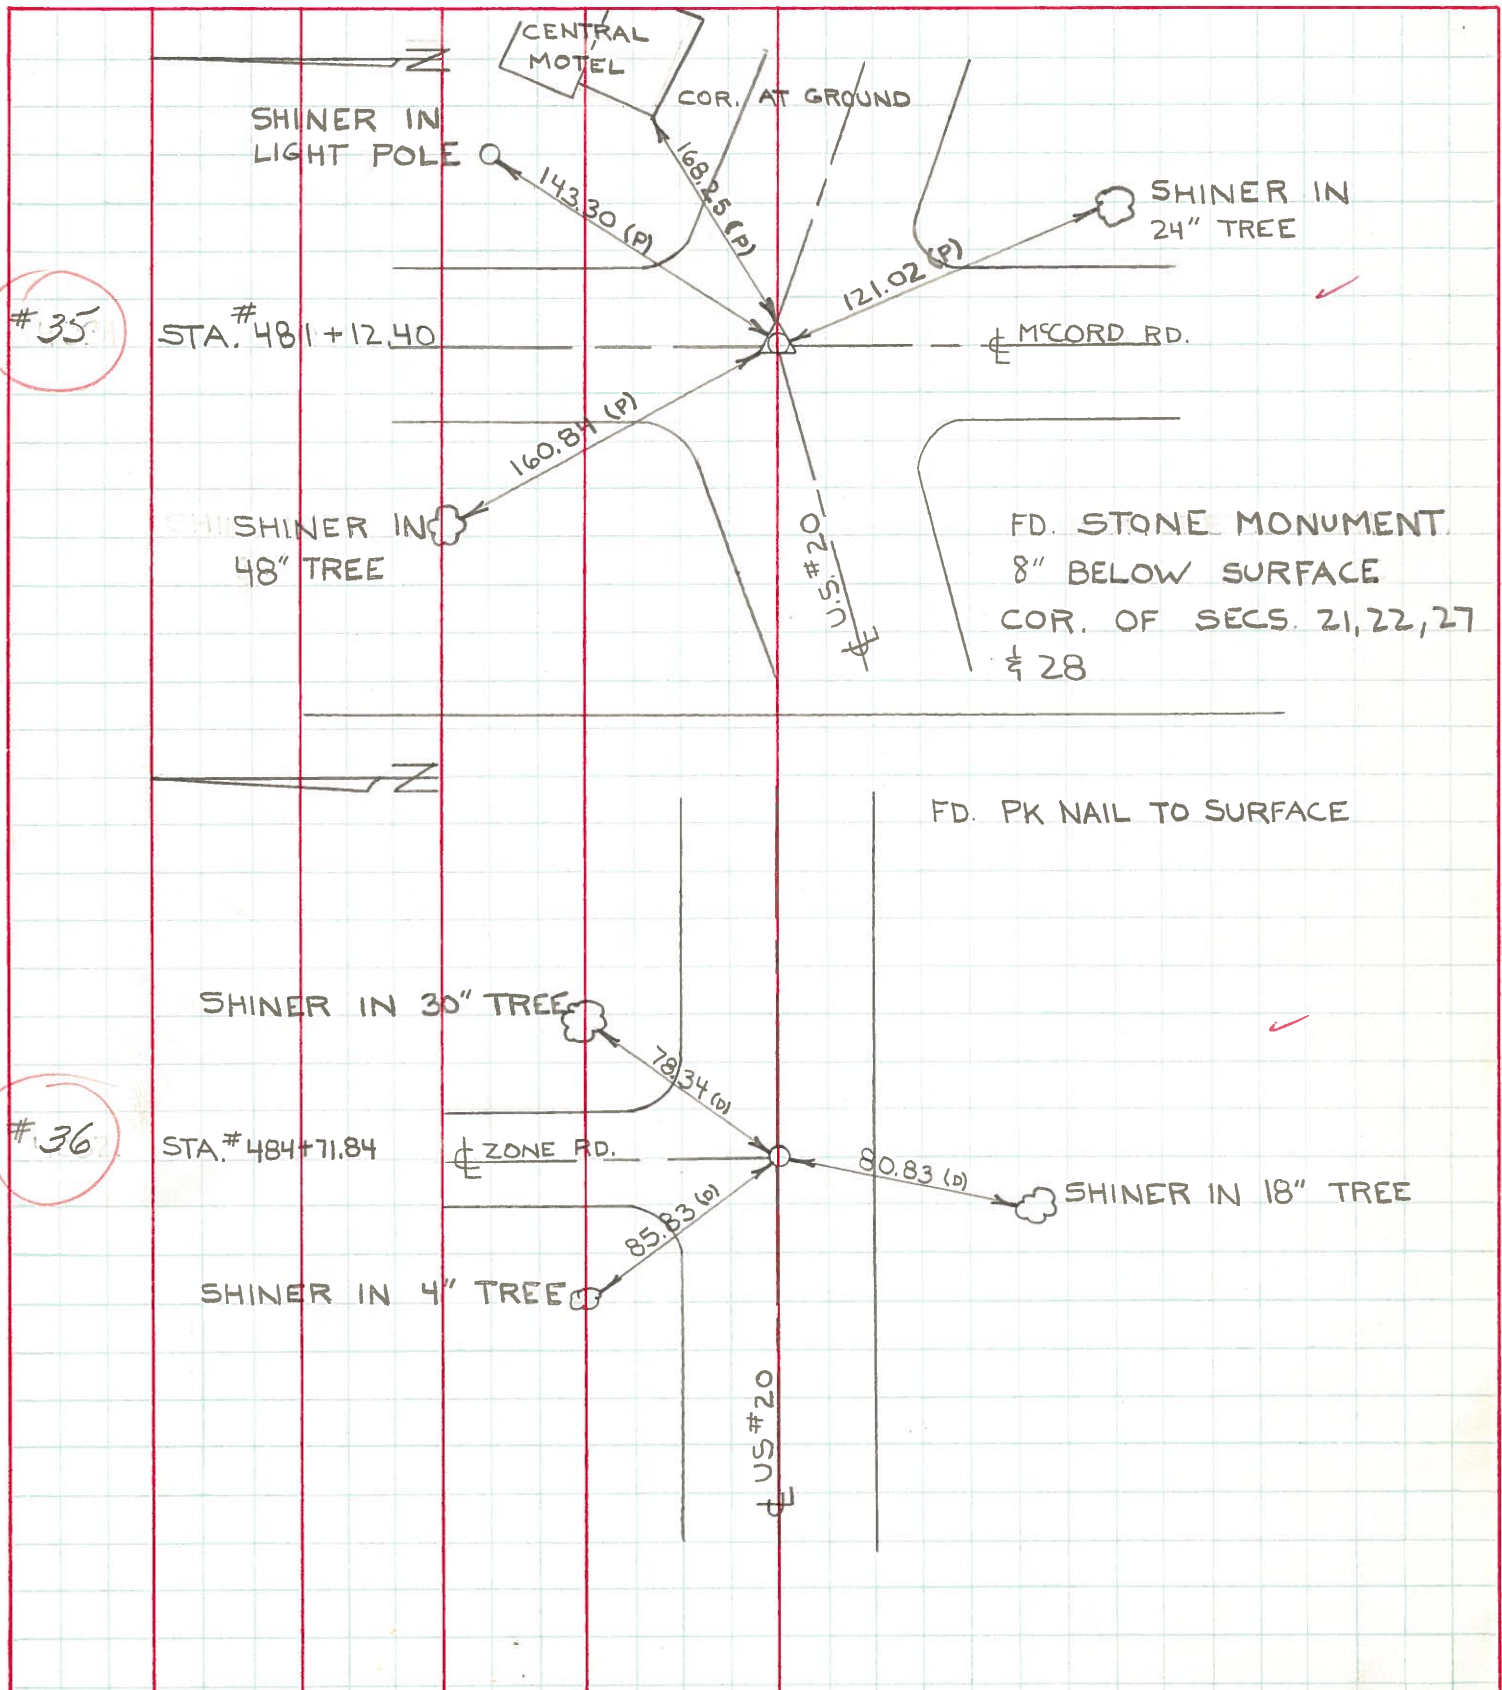 CENTRAL
MOTEL
N
COR. AT GROUND
SHINER IN
LIGHT POLE
143.30 (P)
168.25 (P)
SHINER IN
24" TREE
121.02 (P)
#35
STA. #481+12.40
℄ McCORD RD.
160.84 (P)
SHINER IN
48" TREE
℄ U.S. #20
FD. STONE MONUMENT
8" BELOW SURFACE
COR. OF SECS. 21, 22, 27
& 28
N
FD. PK NAIL TO SURFACE
SHINER IN 30" TREE
78.34 (D)
#36
STA. #484+71.84
℄ ZONE RD.
80.83 (D)
SHINER IN 18" TREE
85.83 (D)
SHINER IN 4" TREE
℄ US #20